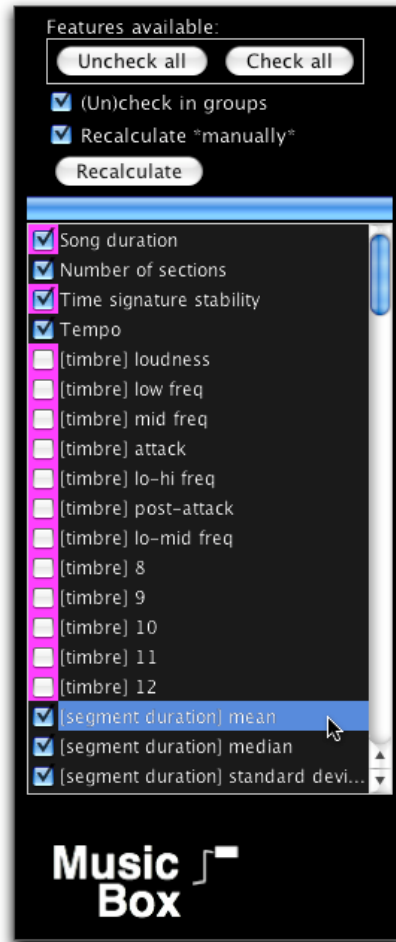 Features available:
Uncheck all Check all
(Un)check in groups
Recalculate *manually*
Recalculate
Song duration
Number of sections
Time signature stability
Tempo
[timbre] loudness
[timbre] low freq
[timbre] mid freq
[timbre] attack
[timbre] lo-hi freq
[timbre] post-attack
[timbre] lo-mid freq
[timbre] 8
[timbre] 9
[timbre] 10
[timbre] 11
[timbre] 12
[segment duration] mean
[segment duration] median
[segment duration] standard devi...
Music
Box